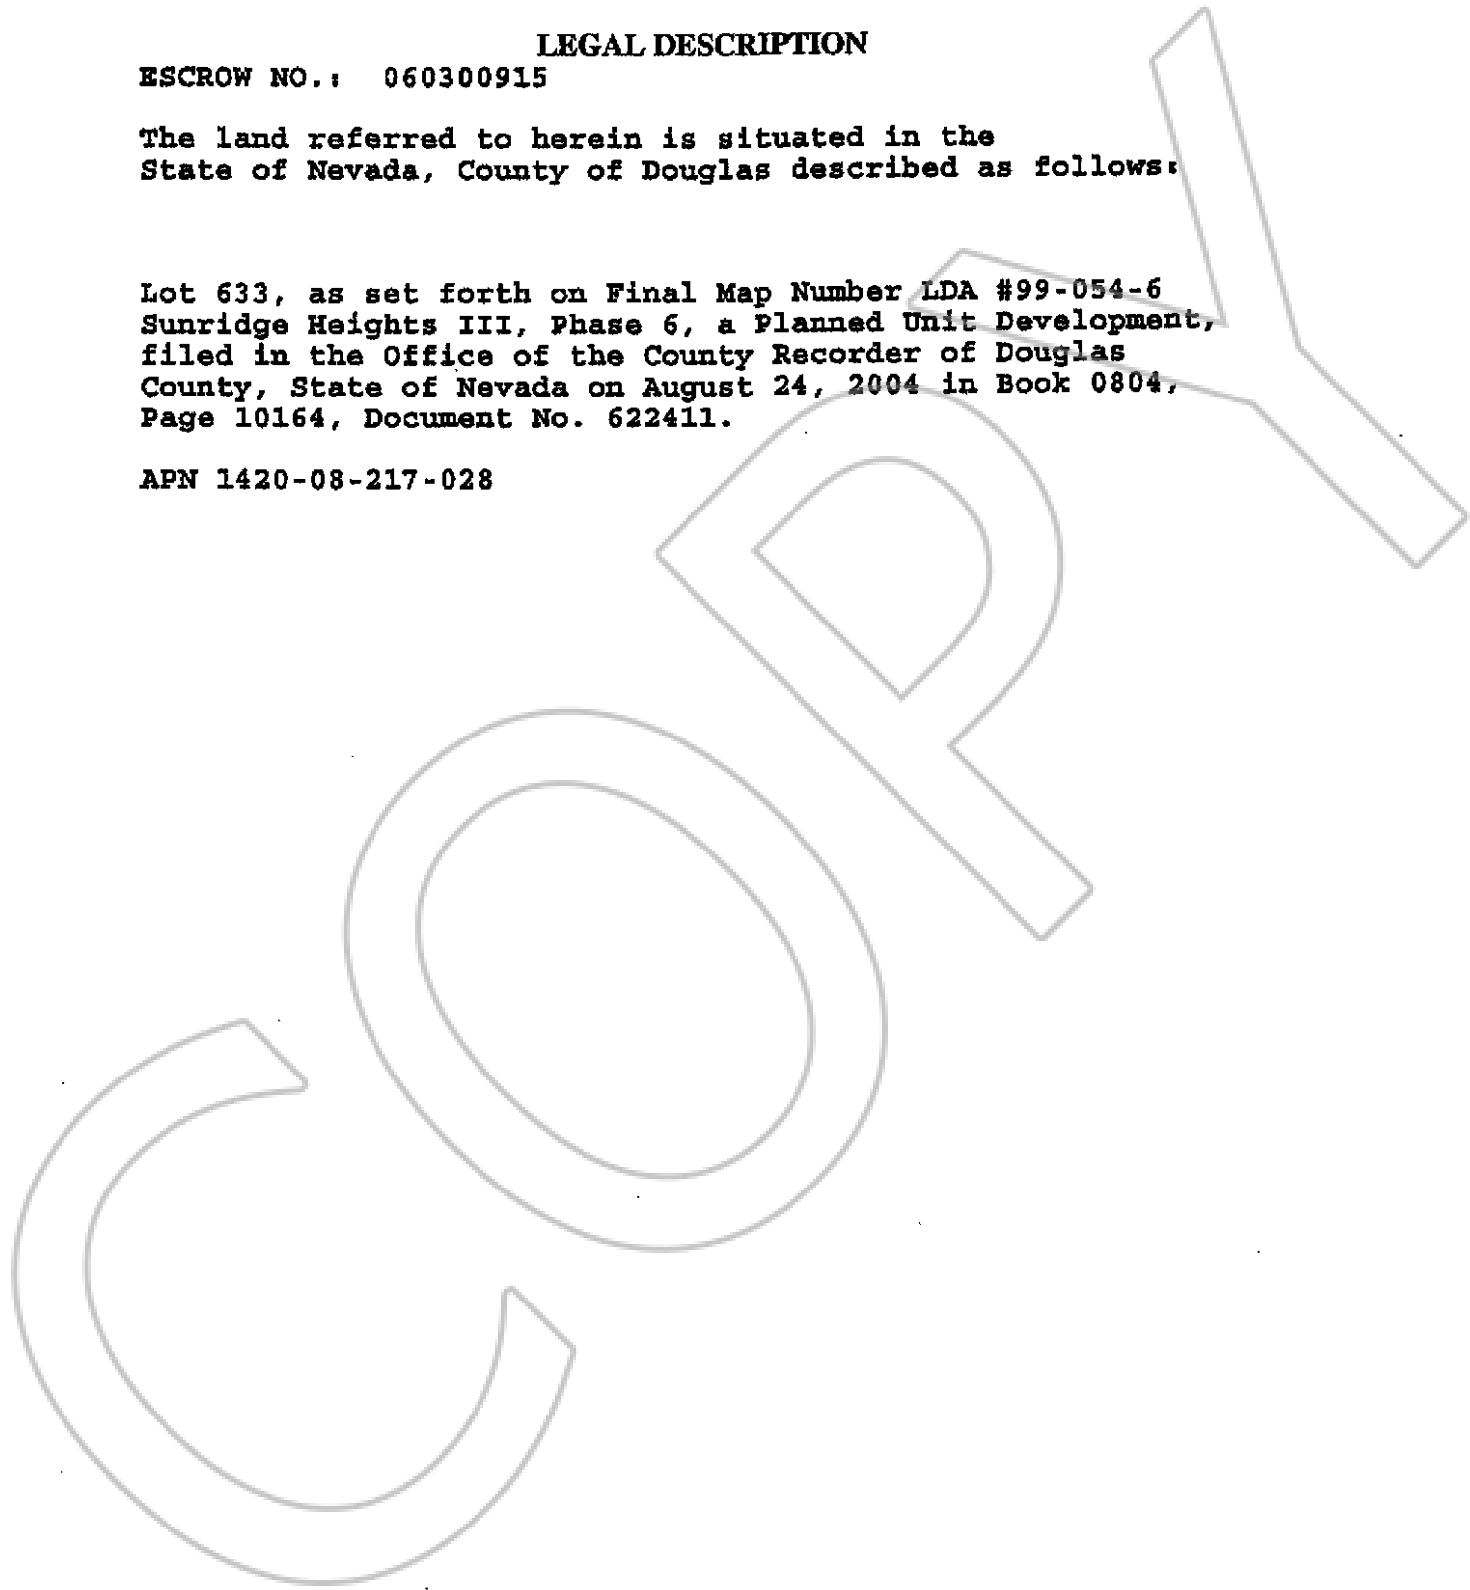 LEGAL DESCRIPTION
ESCROW NO.: 060300915
The land referred to herein is situated in the
State of Nevada, County of Douglas described as follows:
Lot 633, as set forth on Final Map Number LDA #99-054-6
Sunridge Heights III, Phase 6, a Planned Unit Development,
filed in the Office of the County Recorder of Douglas
County, State of Nevada on August 24, 2004 in Book 0804,
Page 10164, Document No. 622411.
APN 1420-08-217-028
COPY